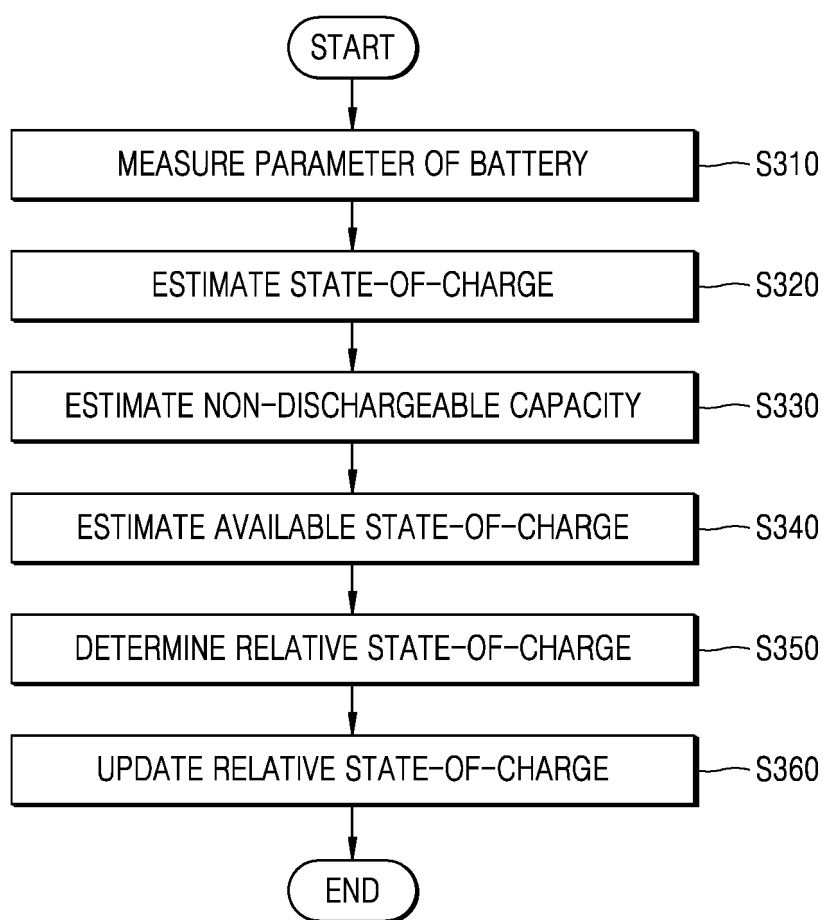 START
MEASURE PARAMETER OF BATTERY
S310
ESTIMATE STATE-OF-CHARGE
S320
ESTIMATE NON-DISCHARGEABLE CAPACITY
S330
ESTIMATE AVAILABLE STATE-OF-CHARGE
S340
DETERMINE RELATIVE STATE-OF-CHARGE
S350
UPDATE RELATIVE STATE-OF-CHARGE
S360
END